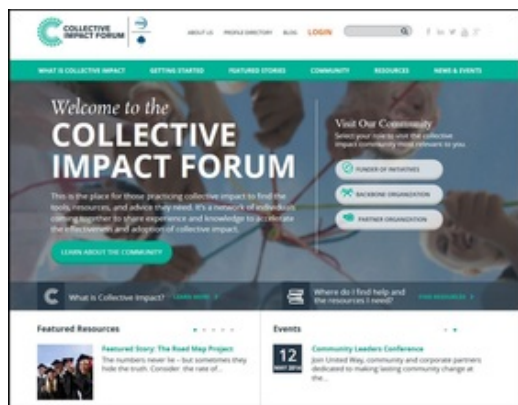 COLLECTIVE
IMPACT FORUM
ABOUT US PROFILE DIRECTORY BLOG LOGIN
WHAT IS COLLECTIVE IMPACT GETTING STARTED FEATURED STORIES COMMUNITY RESOURCES NEWS & EVENTS
Welcome to the
COLLECTIVE
IMPACT FORUM
This is the place for those practicing collective impact to find the
tools, resources, and advice they need. It's a network of individuals
coming together to share experience and knowledge to accelerate
the effectiveness and adoption of collective impact.
LEARN ABOUT THE COMMUNITY
Visit Our Community
Select your role to visit the collective
impact community most relevant to you
FUNDER OF INITIATIVES
BACKBONE ORGANIZATION
PARTNER ORGANIZATION
What is Collective Impact? LEARN MORE
Where do I find help and
the resources I need? FIND RESOURCES
Featured Resources
Featured Story: The Road Map Project
The numbers never lie – but sometimes they
hide the truth. Consider the rate of...
Events
12
MAY 2014
Community Leaders Conference
Join United Way, community and corporate partners
dedicated to making lasting community change at
the...